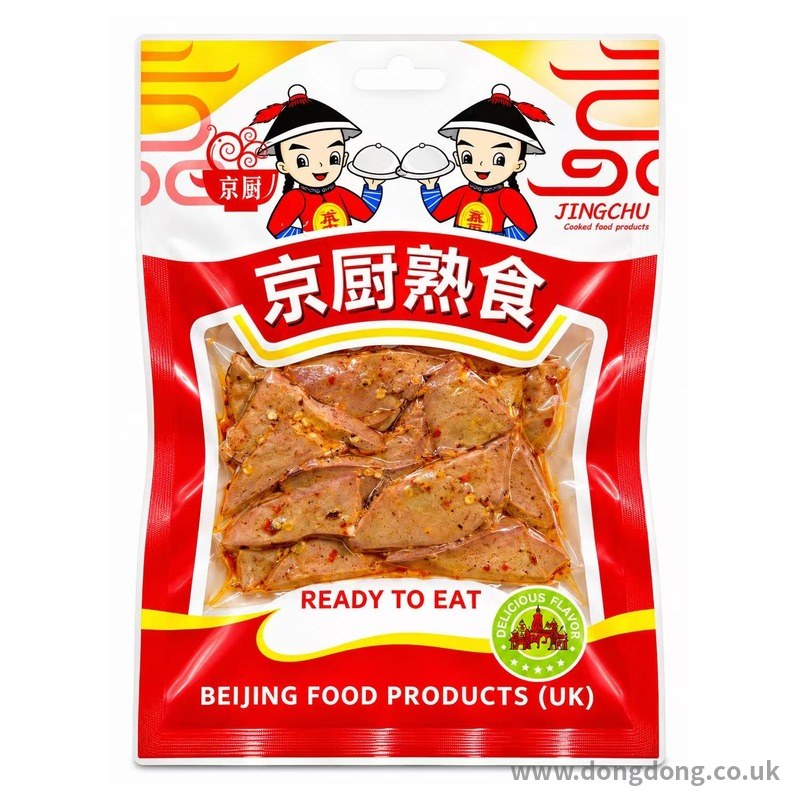 京厨
JINGCHU
Cooked food products
京厨熟食
READY TO EAT
DELICIOUS FLAVOR
BEIJING FOOD PRODUCTS (UK)
www.dongdong.co.uk